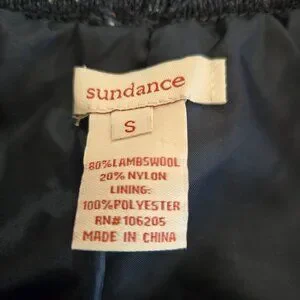 sundance
S
80%LAMBSWOOL
20% NYLON
LINING:
100%POLYESTER
RN#106205
MADE IN CHINA